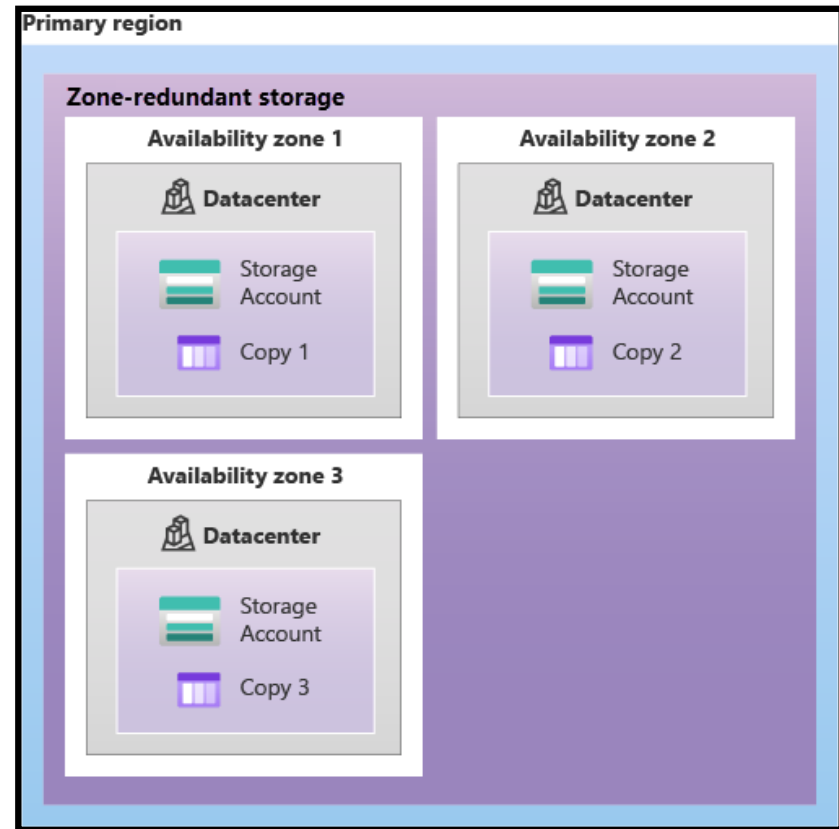 Primary region
Zone-redundant storage
Availability zone 1
Datacenter
Storage
Account
Copy 1
Availability zone 2
Datacenter
Storage
Account
Copy 2
Availability zone 3
Datacenter
Storage
Account
Copy 3